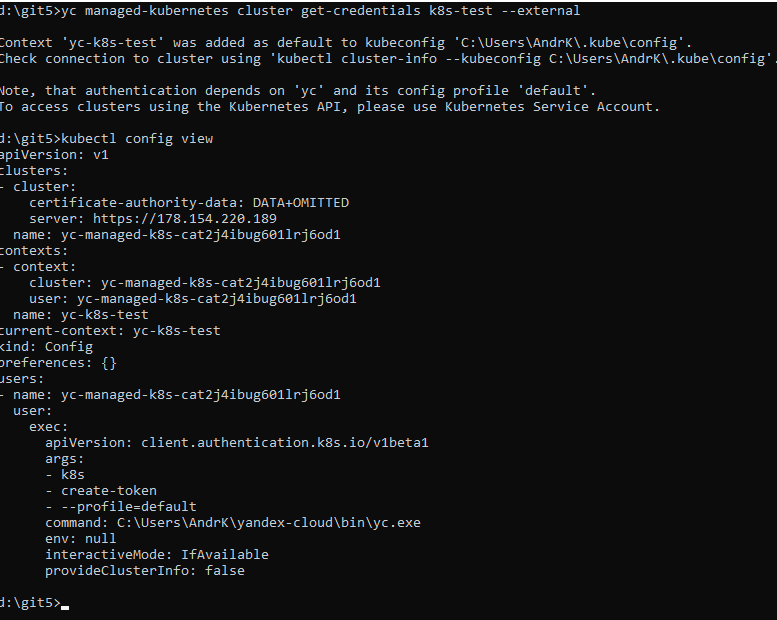 d:\git5>yc managed-kubernetes cluster get-credentials k8s-test --external

Context 'yc-k8s-test' was added as default to kubeconfig 'C:\Users\AndrK\.kube\config'.
Check connection to cluster using 'kubectl cluster-info --kubeconfig C:\Users\AndrK\.kube\config'.

Note, that authentication depends on 'yc' and its config profile 'default'.
To access clusters using the Kubernetes API, please use Kubernetes Service Account.

d:\git5>kubectl config view
apiVersion: v1
clusters:
- cluster:
    certificate-authority-data: DATA+OMITTED
    server: https://178.154.220.189
  name: yc-managed-k8s-cat2j4ibug601lrj6od1
contexts:
- context:
    cluster: yc-managed-k8s-cat2j4ibug601lrj6od1
    user: yc-managed-k8s-cat2j4ibug601lrj6od1
  name: yc-k8s-test
current-context: yc-k8s-test
kind: Config
preferences: {}
users:
- name: yc-managed-k8s-cat2j4ibug601lrj6od1
  user:
    exec:
      apiVersion: client.authentication.k8s.io/v1beta1
      args:
      - k8s
      - create-token
      - --profile=default
      command: C:\Users\AndrK\yandex-cloud\bin\yc.exe
      env: null
      interactiveMode: IfAvailable
      provideClusterInfo: false

d:\git5>